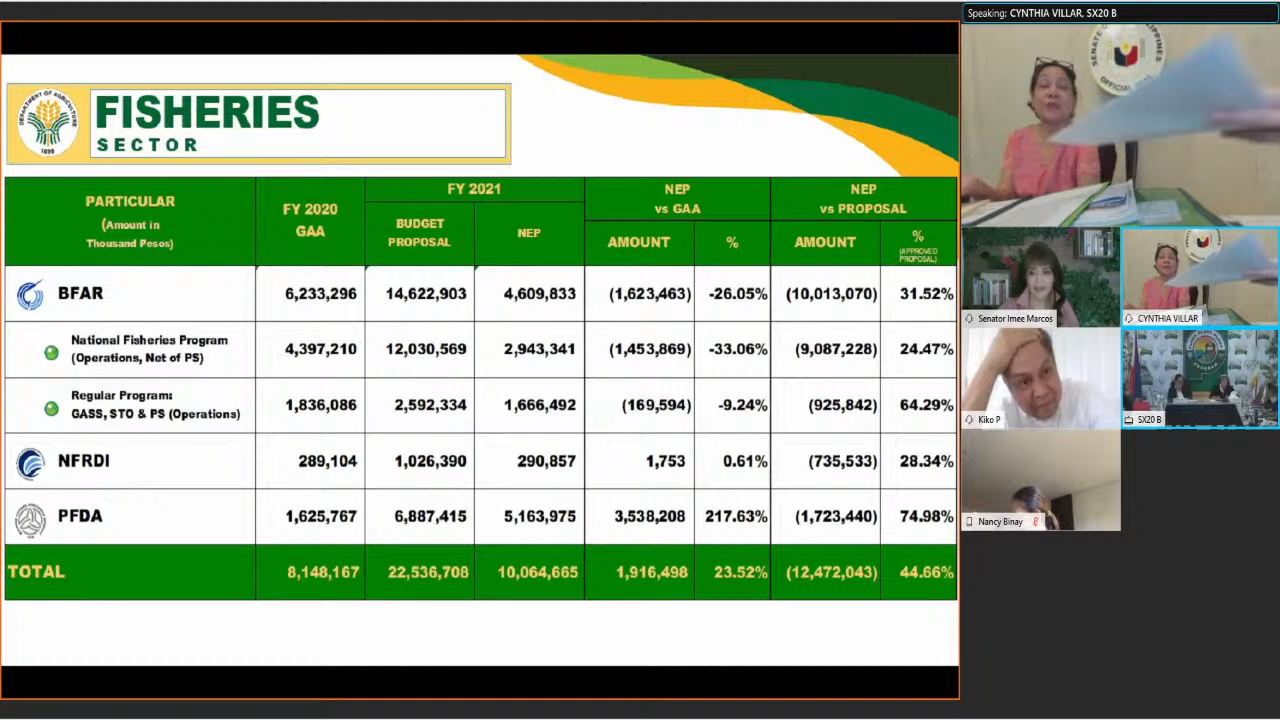 Speaking: CYNTHIA VILLAR, SX20 B
DEPARTMENT OF AGRICULTURE
1898
FISHERIES
SECTOR
PARTICULAR
(Amount in
Thousand Pesos)
FY 2020
GAA
FY 2021
BUDGET
PROPOSAL
NEP
NEP
vs GAA
AMOUNT
%
NEP
vs PROPOSAL
AMOUNT
%
(APPROVED
PROPOSAL)
BFAR 6,233,296 14,622,903 4,609,833 (1,623,463) -26.05% (10,013,070) 31.52%
National Fisheries Program
(Operations, Net of PS) 4,397,210 12,030,569 2,943,341 (1,453,869) -33.06% (9,087,228) 24.47%
Regular Program:
GASS, STO & PS (Operations) 1,836,086 2,592,334 1,666,492 (169,594) -9.24% (925,842) 64.29%
NFRDI 289,104 1,026,390 290,857 1,753 0.61% (735,533) 28.34%
PFDA 1,625,767 6,887,415 5,163,975 3,538,208 217.63% (1,723,440) 74.98%
TOTAL 8,148,167 22,536,708 10,064,665 1,916,498 23.52% (12,472,043) 44.66%
SENATE OF PHILIPPINES
OFFICIAL
Senator Imee Marcos
CYNTHIA VILLAR
Kiko P
SX20 B
Nancy Binay